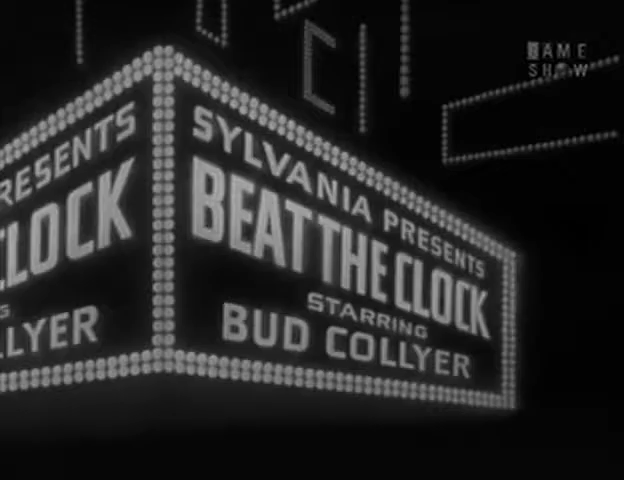 GAME
SHOW
RESENTS
CLOCK
G
LLYER
SYLVANIA PRESENTS
BEAT THE CLOCK
STARRING
BUD COLLYER